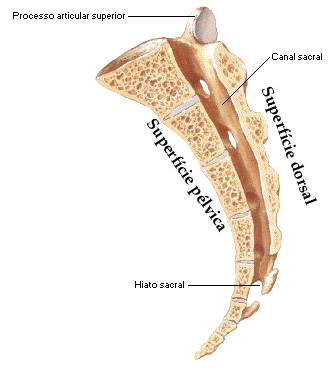 Processo articular superior
Canal sacral
Superfície dorsal
Superfície pélvica
Hiato sacral